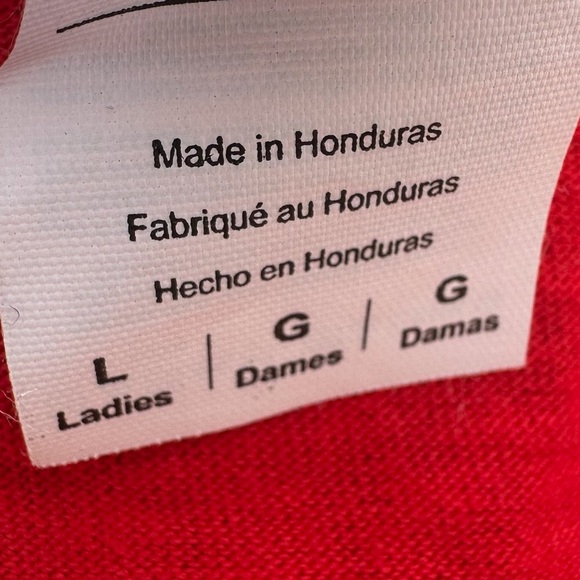 Made in Honduras
Fabriqué au Honduras
Hecho en Honduras
L | G | G
Ladies Dames Damas